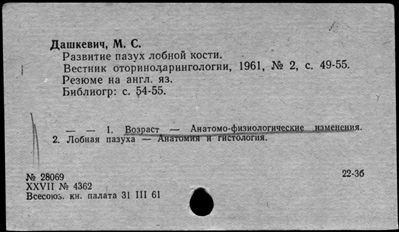 Дашкевич, М. С.
Развитие пазух лобной кости.
Вестник оториноларингологии, 1961, № 2, с. 49-55.
Резюме на англ. яз.
Библиогр: с. 54-55.
— — 1. Возраст — Анатомо-физиологические изменения.
2. Лобная пазуха — Анатомия и гистология.
№ 28069
22-36
XXVII № 4362
Всесоюз. кн. палата 31 III 61